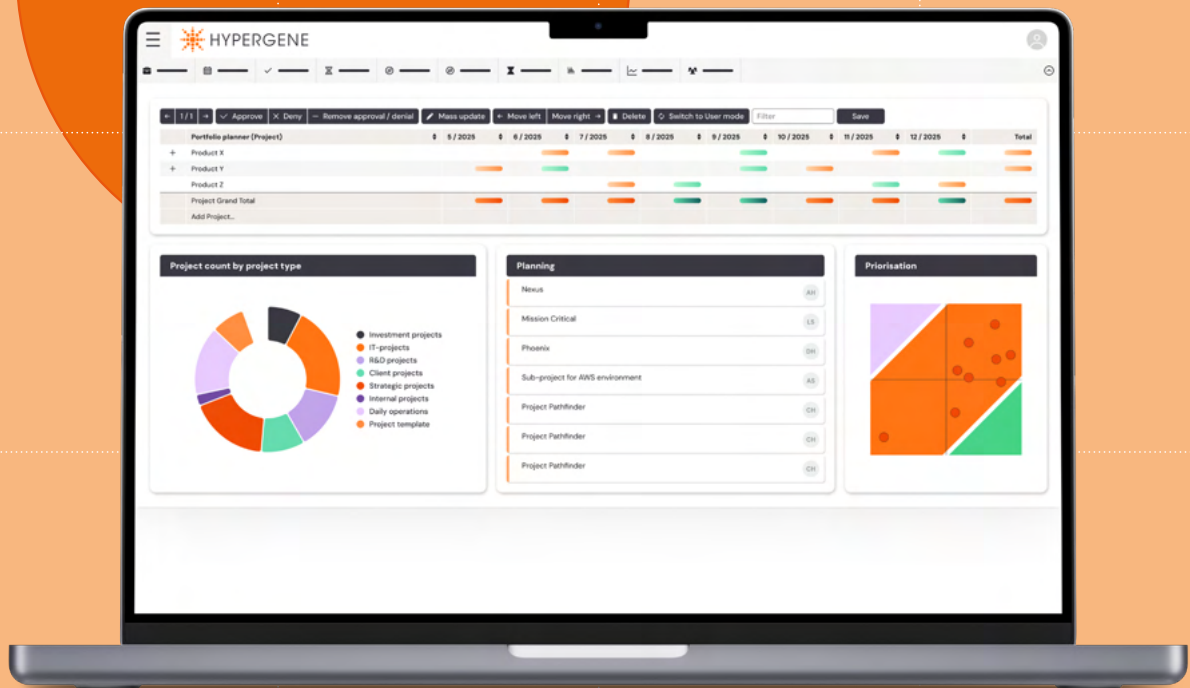 HYPERGENE
1/1 Approve Deny Remove approval / denial Mass update Move left Move right Delete Switch to User mode Filter Save
Portfolio planner (Project) 5 / 2025 6 / 2025 7 / 2025 8 / 2025 9 / 2025 10 / 2025 11 / 2025 12 / 2025 Total
Product X
Product Y
Product Z
Project Grand Total
Add Project...
Project count by project type
Investment projects
IT-projects
R&D projects
Client projects
Strategic projects
Internal projects
Daily operations
Project template
Planning
Nexus AH
Mission Critical LS
Phoenix DH
Sub-project for AWS environment AS
Project Pathfinder CH
Project Pathfinder CH
Project Pathfinder CH
Priorisation